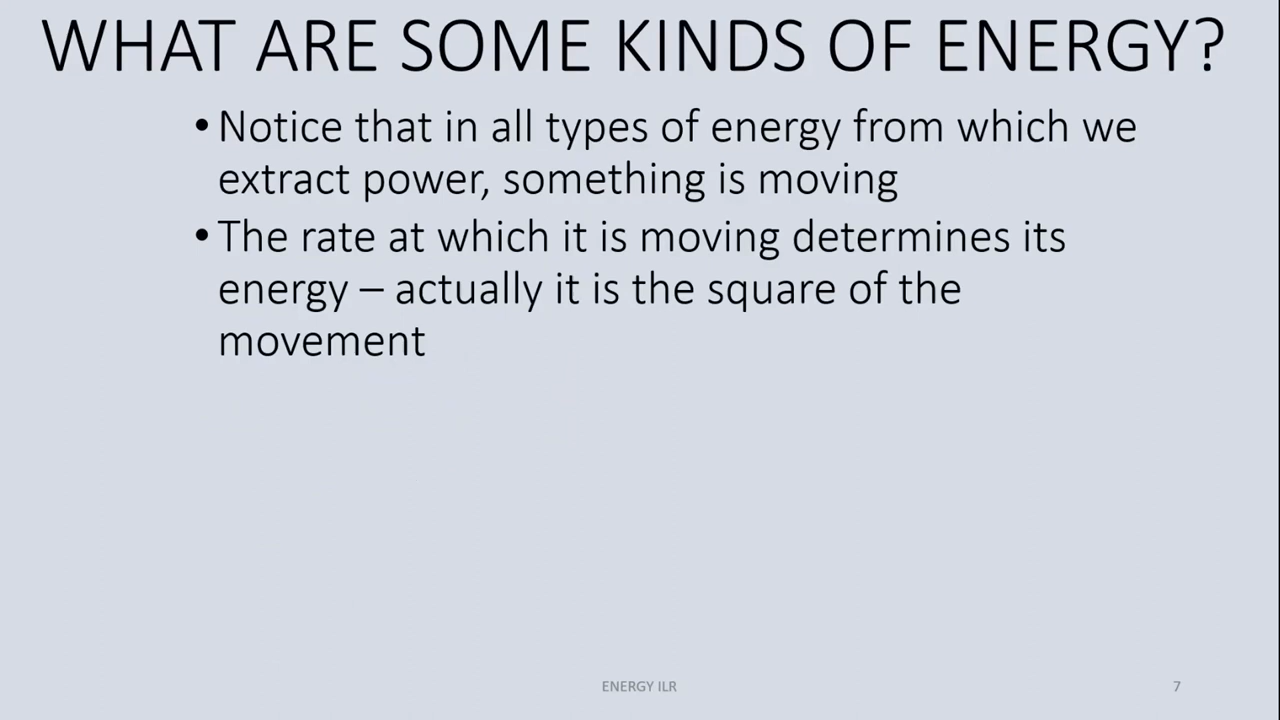 WHAT ARE SOME KINDS OF ENERGY?
• Notice that in all types of energy from which we
extract power, something is moving
• The rate at which it is moving determines its
energy – actually it is the square of the
movement
ENERGY ILR
7